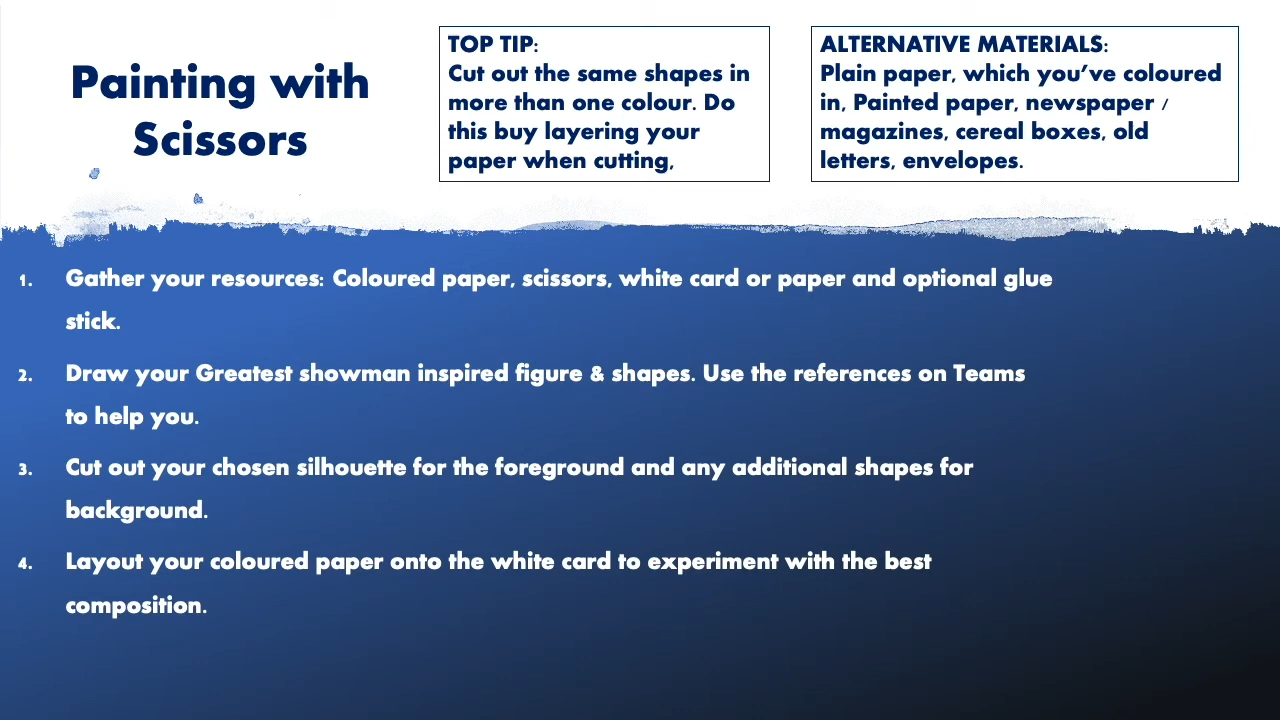 Painting with
Scissors
TOP TIP:
Cut out the same shapes in
more than one colour. Do
this buy layering your
paper when cutting,
ALTERNATIVE MATERIALS:
Plain paper, which you've coloured
in, Painted paper, newspaper /
magazines, cereal boxes, old
letters, envelopes.
1. Gather your resources: Coloured paper, scissors, white card or paper and optional glue
stick.
2. Draw your Greatest showman inspired figure & shapes. Use the references on Teams
to help you.
3. Cut out your chosen silhouette for the foreground and any additional shapes for
background.
4. Layout your coloured paper onto the white card to experiment with the best
composition.